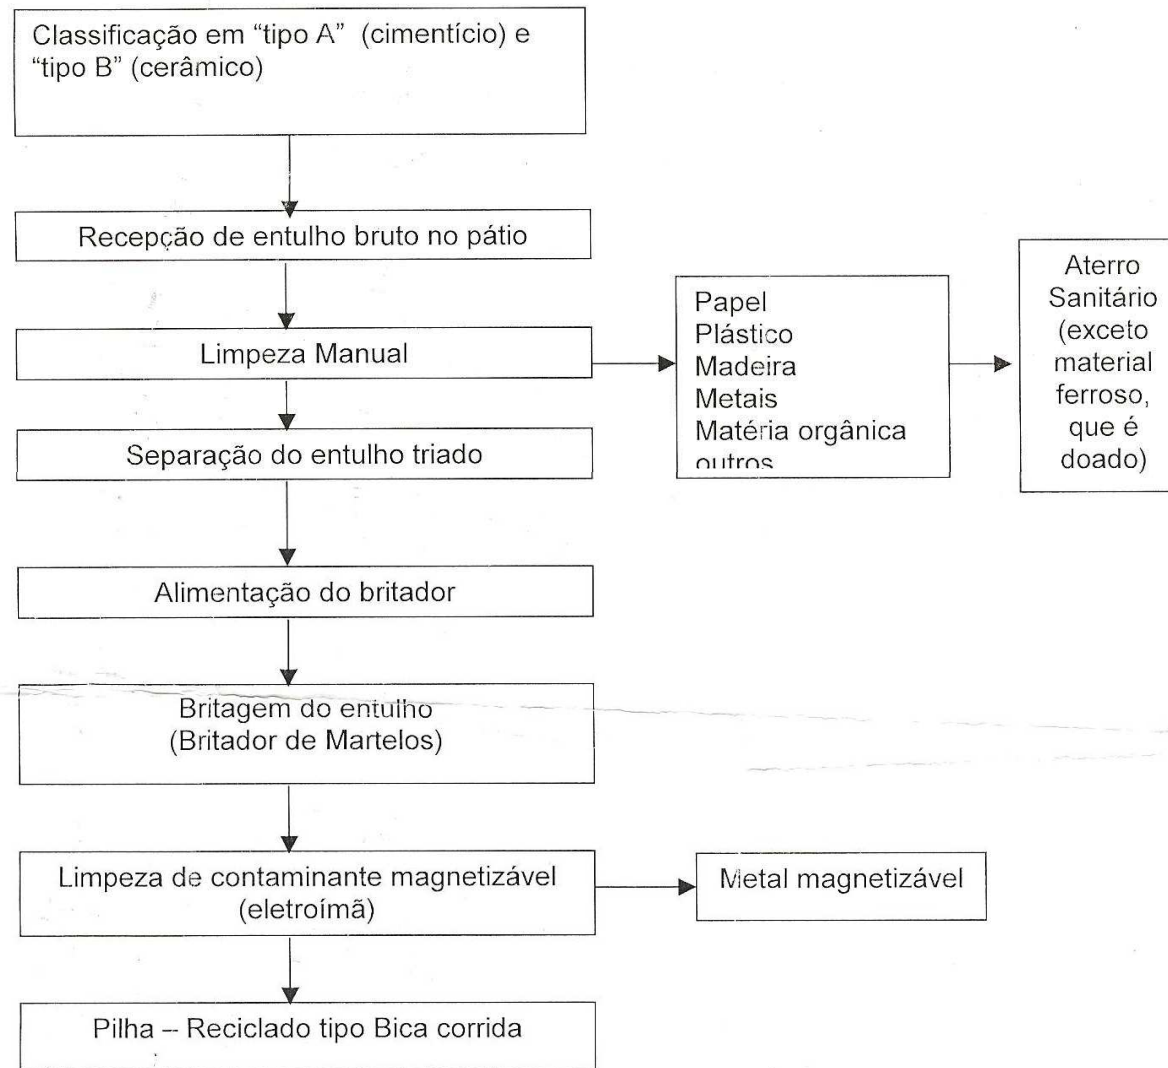 Classificação em “tipo A” (cimentício) e
“tipo B” (cerâmico)
Recepção de entulho bruto no pátio
Limpeza Manual
Papel
Plástico
Madeira
Metais
Matéria orgânica
outros
Aterro
Sanitário
(exceto
material
ferroso,
que é
doado)
Separação do entulho triado
Alimentação do britador
Britagem do entulho
(Britador de Martelos)
Limpeza de contaminante magnetizável
(eletroímã)
Metal magnetizável
Pilha – Reciclado tipo Bica corrida